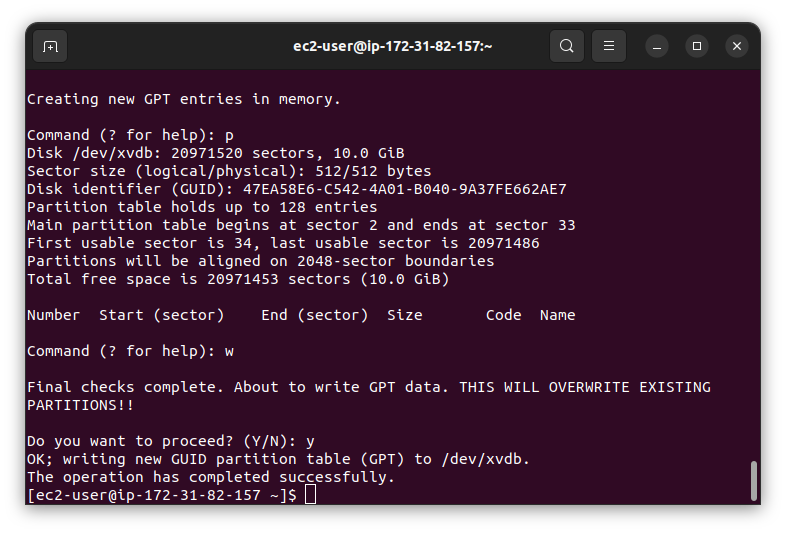 ec2-user@ip-172-31-82-157:~
Creating new GPT entries in memory.
Command (? for help): p
Disk /dev/xvdb: 20971520 sectors, 10.0 GiB
Sector size (logical/physical): 512/512 bytes
Disk identifier (GUID): 47EA58E6-C542-4A01-B040-9A37FE662AE7
Partition table holds up to 128 entries
Main partition table begins at sector 2 and ends at sector 33
First usable sector is 34, last usable sector is 20971486
Partitions will be aligned on 2048-sector boundaries
Total free space is 20971453 sectors (10.0 GiB)
Number  Start (sector)    End (sector)  Size       Code  Name
Command (? for help): w
Final checks complete. About to write GPT data. THIS WILL OVERWRITE EXISTING
PARTITIONS!!
Do you want to proceed? (Y/N): y
OK; writing new GUID partition table (GPT) to /dev/xvdb.
The operation has completed successfully.
[ec2-user@ip-172-31-82-157 ~]$